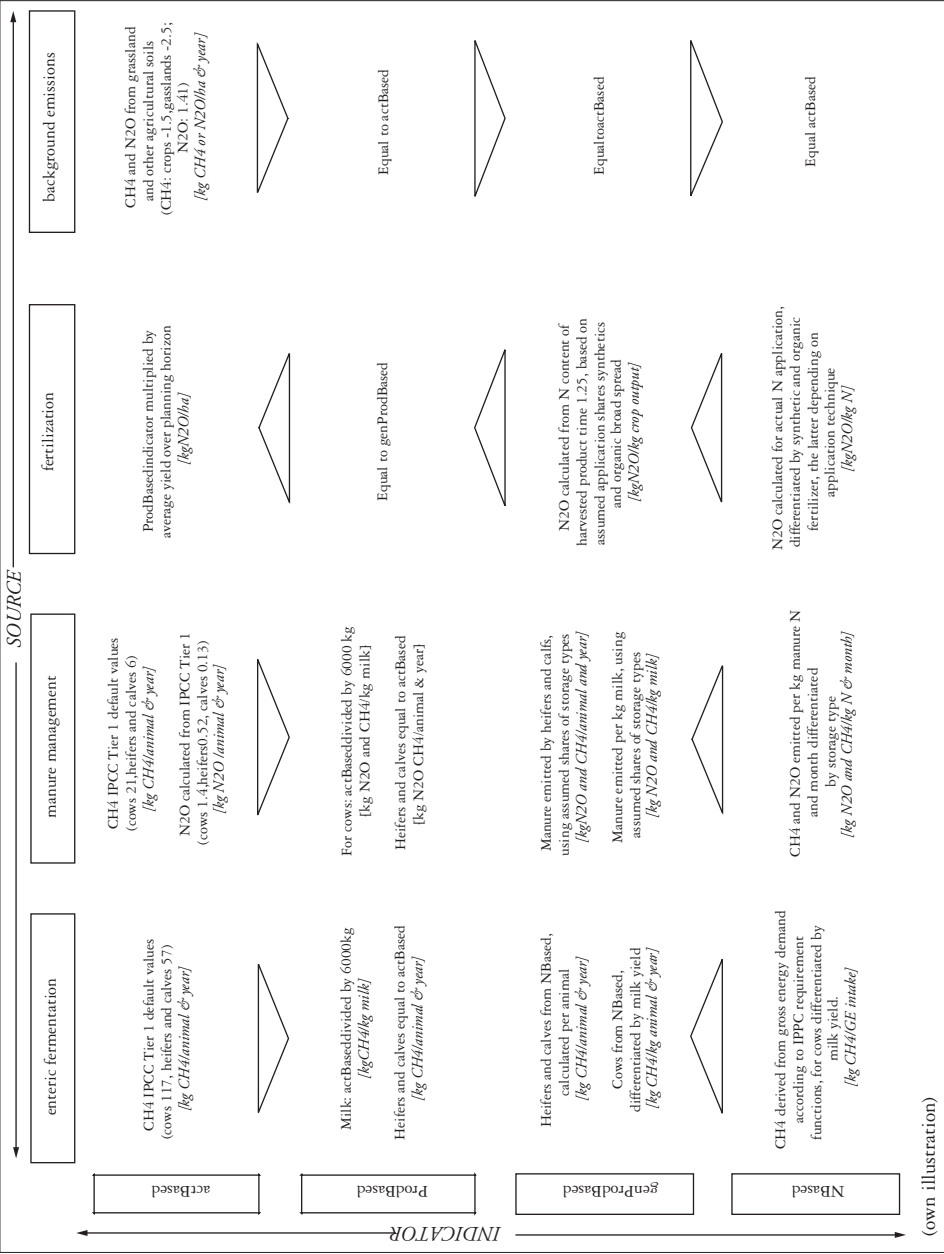 SOURCE
enteric fermentation
manure management
fertilization
background emissions
INDICATOR
actBased
CH4 IPCC Tier 1 default values
(cows 117, heifers and calves 57)
[kg CH4/animal & year]
CH4 IPCC Tier 1 default values
(cows 21,heifers and calves 6)
[kg CH4/animal & year]
N2O calculated from IPCC Tier 1
(cows 1.4,heifers0.52, calves 0.13)
[kg N2O /animal & year]
ProdBasedindicator multiplied by
average yield over planning horizon
[kgN2O/ha]
CH4 and N2O from grassland
and other agricultural soils
(CH4: crops -1.5,gasslands -2.5;
N2O: 1.41)
[kg CH4 or N2O/ha & year]
ProdBased
Milk: actBaseddivided by 6000kg
[kgCH4/kg milk]
Heifers and calves equal to actBased
[kg CH4/animal & year]
For cows: actBaseddivided by 6000 kg
[kg N2O and CH4/kg milk]
Heifers and calves equal to actBased
[kg N2O CH4/animal & year]
Equal to genProdBased
Equal to actBased
genProdBased
Heifers and calves from NBased,
calculated per animal
[kg CH4/animal & year]
Cows from NBased,
differentiated by milk yield
[kg CH4/kg animal & year]
Manure emitted by heifers and calfs,
using assumed shares of storage types
[kgN2O and CH4/animal and year]
Manure emitted per kg milk, using
assumed shares of storage types
[kg N2O and CH4/kg milk]
N2O calculated from N content of
harvested product time 1.25, based on
assumed application shares synthetics
and organic broad spread
[kgN2O/kg crop output]
EqualtoactBased
NBased
CH4 derived from gross energy demand
according to IPPC requirement
functions, for cows differentiated by
milk yield.
[kg CH4/GE intake]
CH4 and N2O emitted per kg manure N
and month differentiated
by storage type
[kg N2O and CH4/kg N & month]
N2O calculated for actual N application,
differentiated by synthetic and organic
fertilizer, the latter depending on
application technique
[kgN2O/kg N]
Equal actBased
(own illustration)